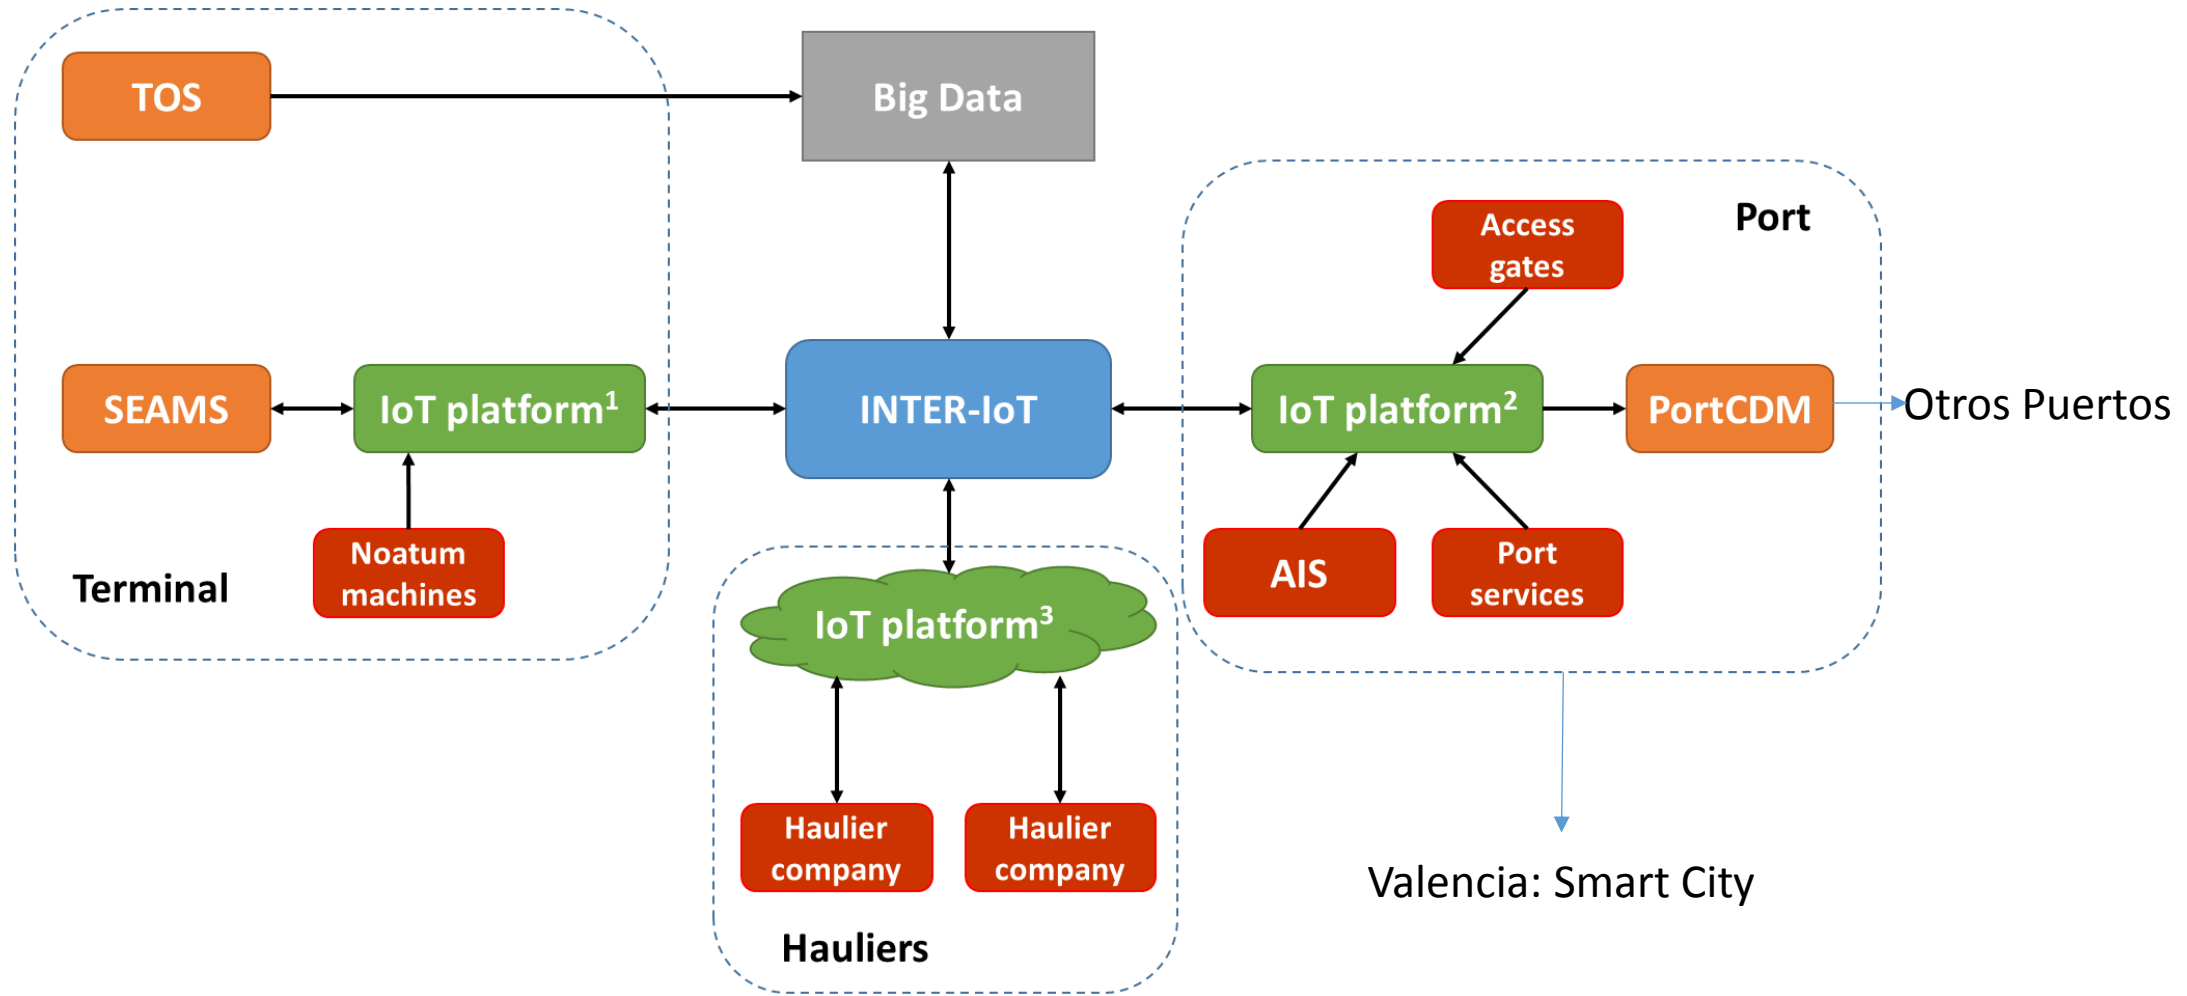 TOS
Big Data
Port
Access
gates
SEAMS
IoT platform¹
INTER-IoT
IoT platform²
PortCDM
Otros Puertos
Noatum
machines
Terminal
AIS
Port
services
IoT platform³
Haulier
company
Haulier
company
Hauliers
Valencia: Smart City